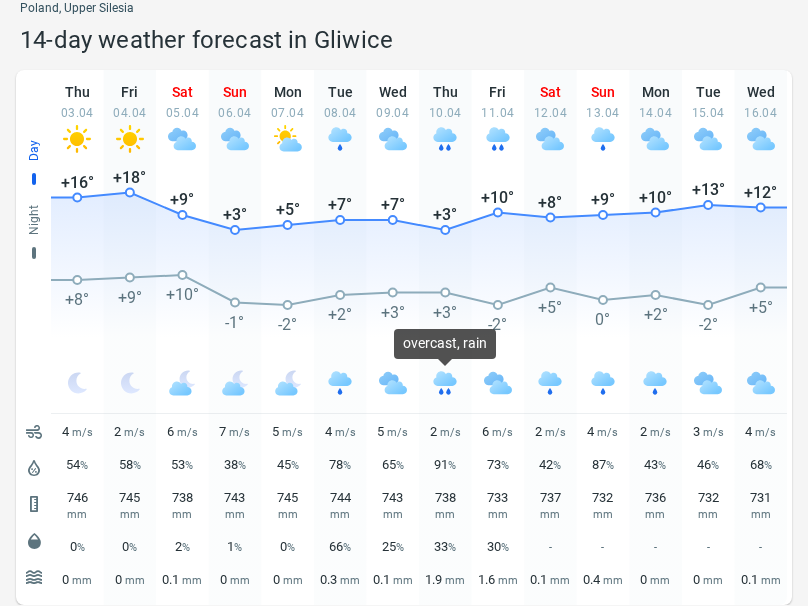 Poland, Upper Silesia
14-day weather forecast in Gliwice
Thu Fri Sat Sun Mon Tue Wed Thu Fri Sat Sun Mon Tue Wed
03.04 04.04 05.04 06.04 07.04 08.04 09.04 10.04 11.04 12.04 13.04 14.04 15.04 16.04
Day
+16° +18° +9° +3° +5° +7° +7° +3° +10° +8° +9° +10° +13° +12°
Night
+8° +9° +10° -1° -2° +2° +3° +3° -2° +5° 0° +2° -2° +5°
overcast, rain
4 m/s 2 m/s 6 m/s 7 m/s 5 m/s 4 m/s 5 m/s 2 m/s 6 m/s 2 m/s 4 m/s 2 m/s 3 m/s 4 m/s
54% 58% 53% 38% 45% 78% 65% 91% 73% 42% 87% 43% 46% 68%
746 745 738 743 745 744 743 738 733 737 732 736 732 731
mm mm mm mm mm mm mm mm mm mm mm mm mm mm
0% 0% 2% 1% 0% 66% 25% 33% 30% - - - - -
0 mm 0 mm 0.1 mm 0 mm 0 mm 0.3 mm 0.1 mm 1.9 mm 1.6 mm 0.1 mm 0.4 mm 0 mm 0 mm 0.1 mm